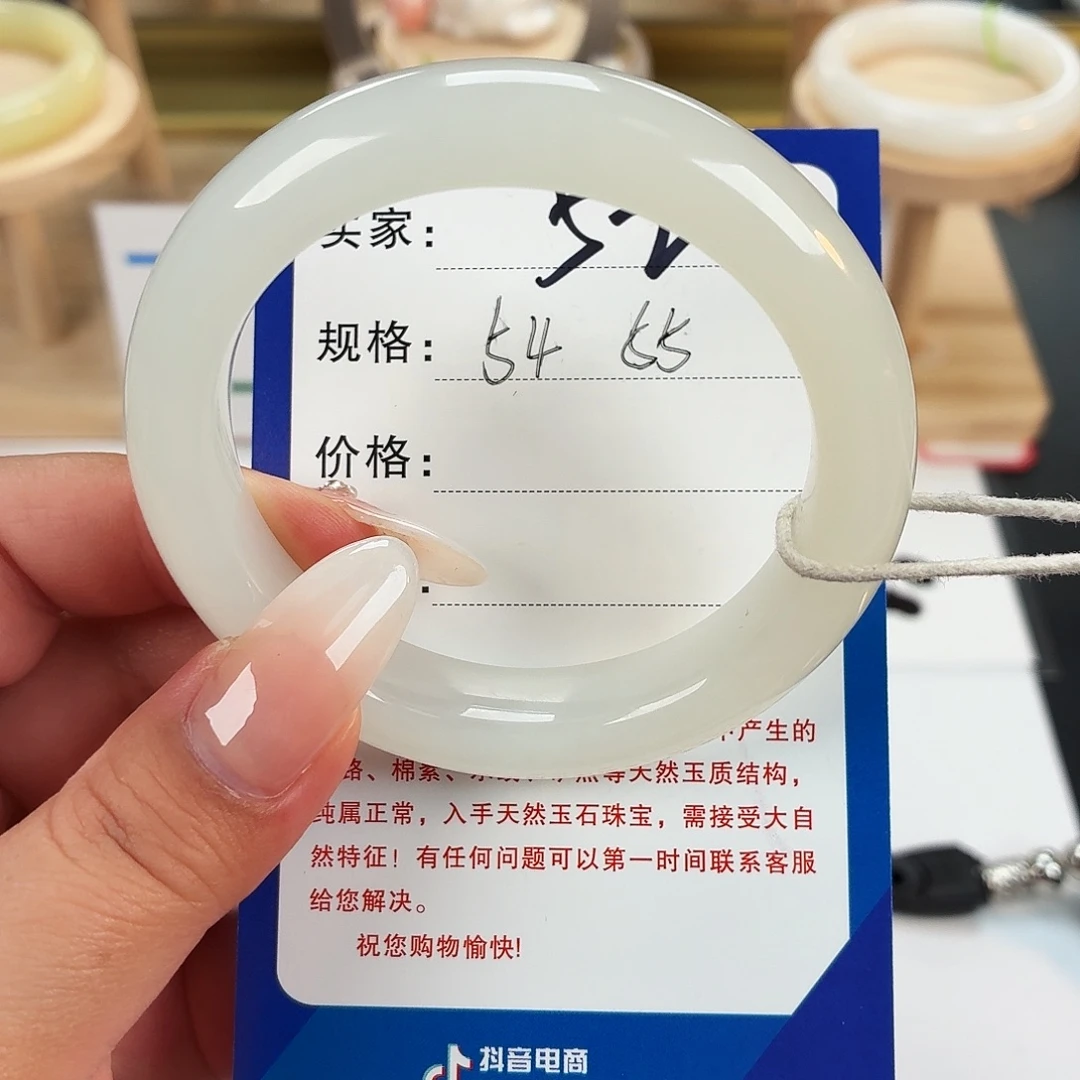 卖家：
规格： 54 55
价格：
产生的
棉絮、
等天然玉质结构，
纯属正常，入手天然玉石珠宝，需接受大自
然特征！有任何问题可以第一时间联系客服
给您解决。
祝您购物愉快！
抖音电商